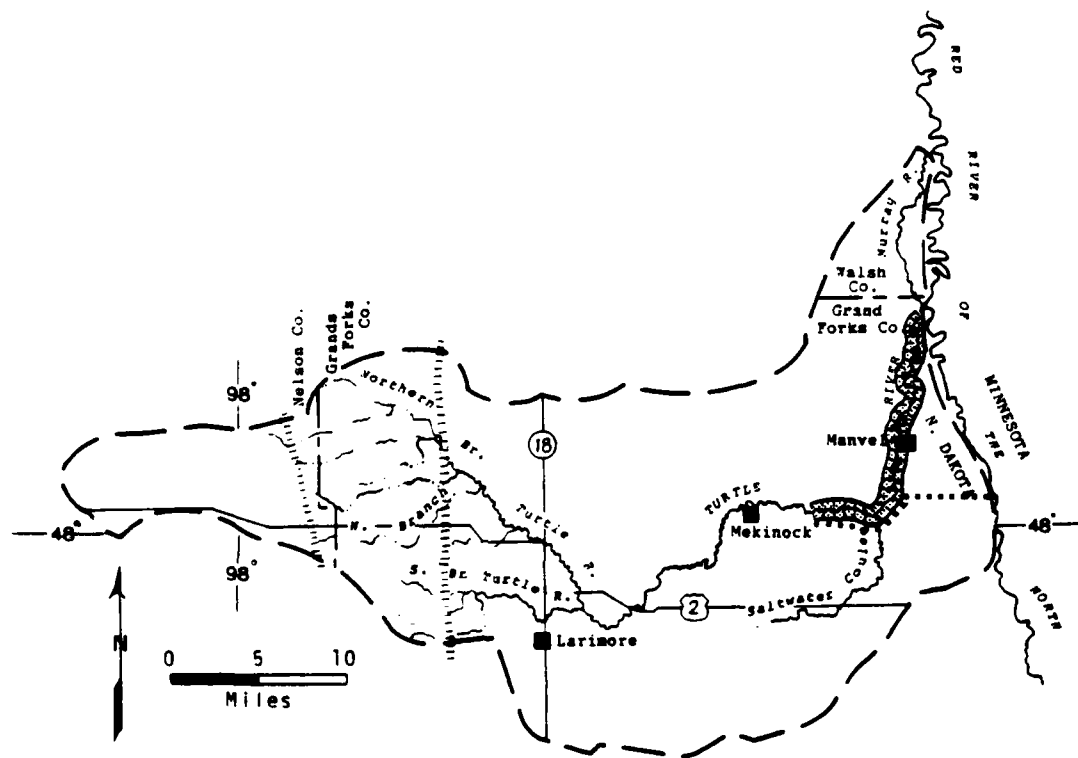 RED
RIVER
OF
THE
NORTH
Murray R.
Walsh
Co.
Grand
Forks Co
Nelson Co.
Grands
Forks
Co.
98°
Northern
Br.
18
RIVER
MINNESOTA
N. DAKOTA
Manvel
TURTLE
N. Branch
Turtle
R.
48°
Mekinock
48°
Coulee
98°
S. Br Turtle R.
2
Saltwater
Larimore
N
0 5 10
Miles